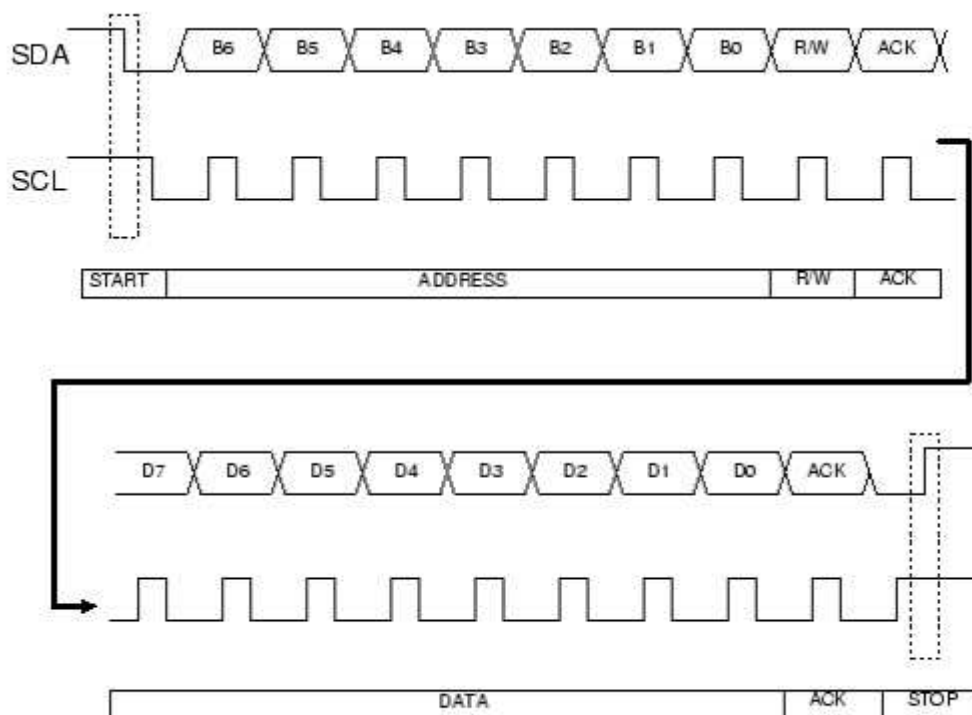 SDA B6 B5 B4 B3 B2 B1 B0 R/W ACK
SCL
START ADDRESS R/W ACK
D7 D6 D5 D4 D3 D2 D1 D0 ACK
DATA ACK STOP